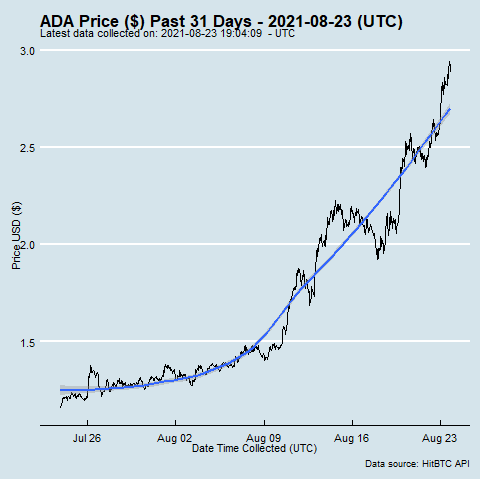 ADA Price ($) Past 31 Days - 2021-08-23 (UTC)
Latest data collected on: 2021-08-23 19:04:09  - UTC
3.0
2.5
2.0
1.5
Price USD ($)
Jul 26
Aug 02
Aug 09
Aug 16
Aug 23
Date Time Collected (UTC)
Data source: HitBTC API